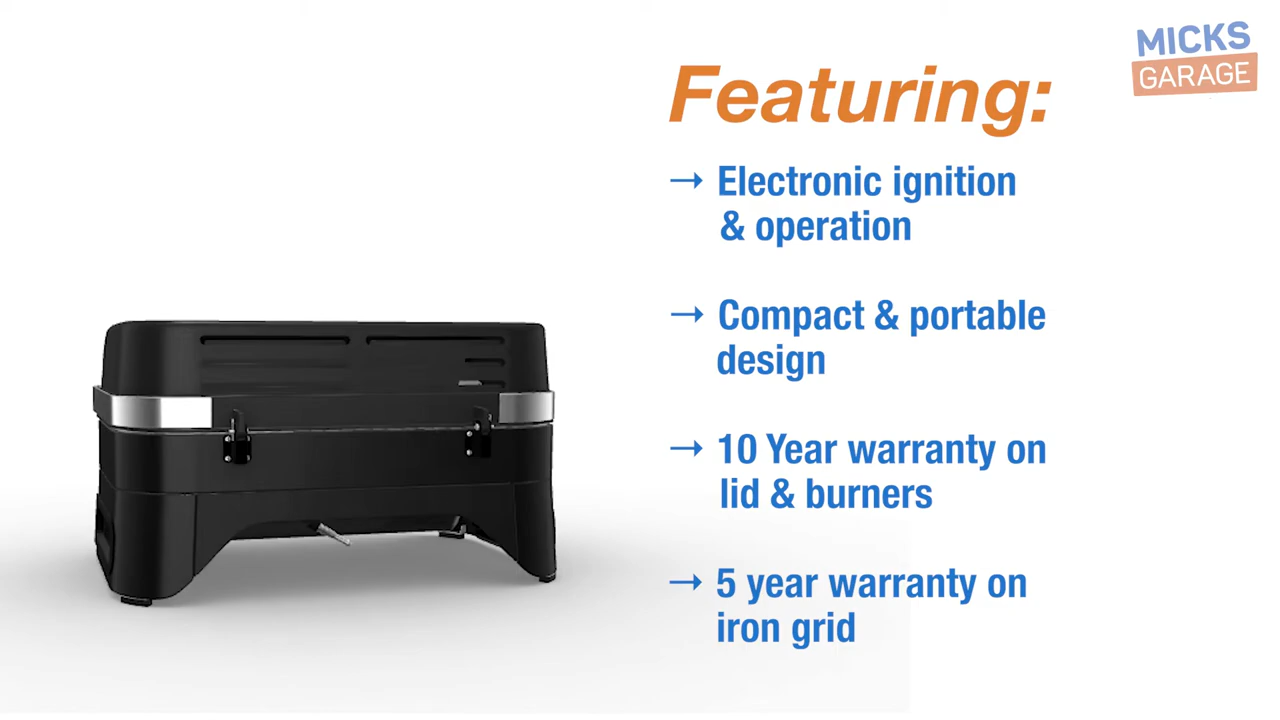 MICKS
GARAGE
Featuring:
→ Electronic ignition
& operation
→ Compact & portable
design
→ 10 Year warranty on
lid & burners
→ 5 year warranty on
iron grid